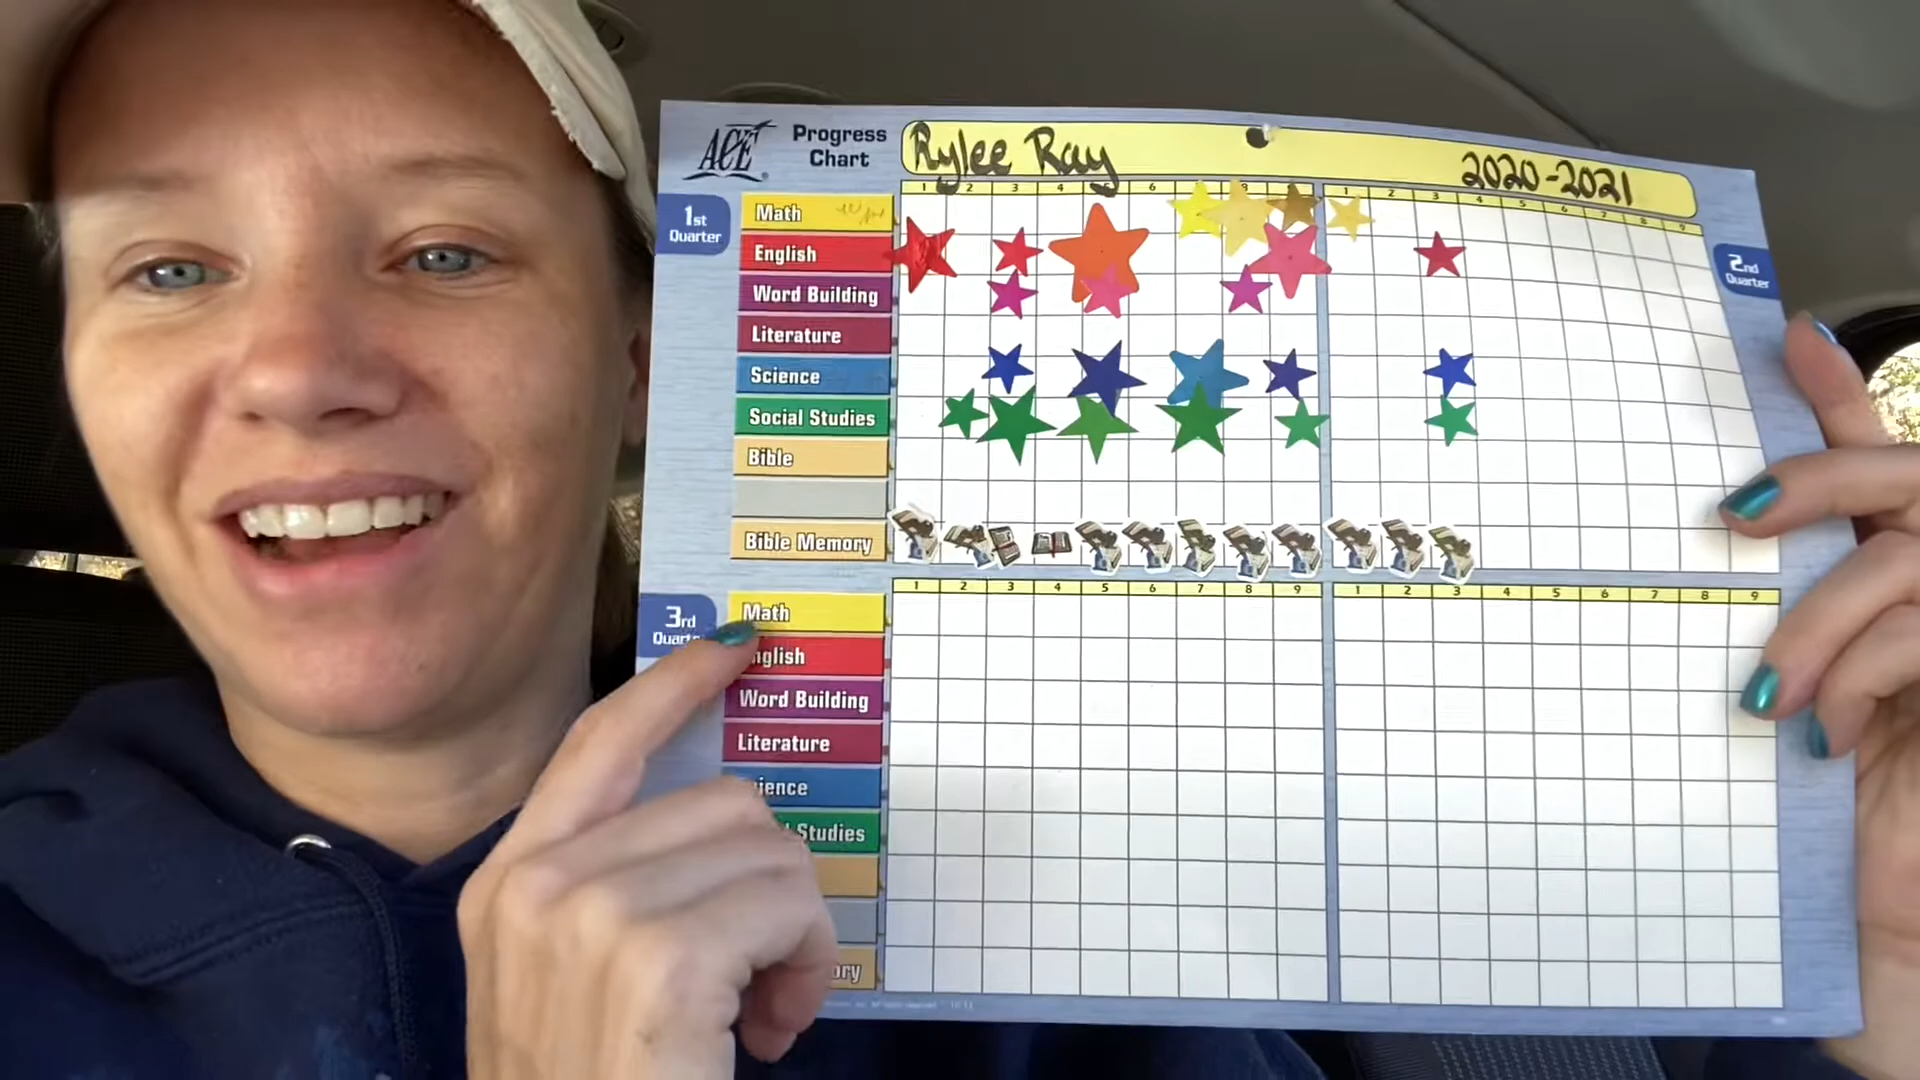 ACE
Progress Chart
Rylee Ray
2020-2021
1st Quarter
1 2 3 4 6 8
1 2 3 4 5 6 7 8 9
2nd Quarter
Math
English
Word Building
Literature
Science
Social Studies
Bible
Bible Memory
3rd
1 2 3 4 5 6 7 8 9
1 2 3 4 5 6 7 8 9
Math
nglish
Word Building
Literature
ience
Studies
ory